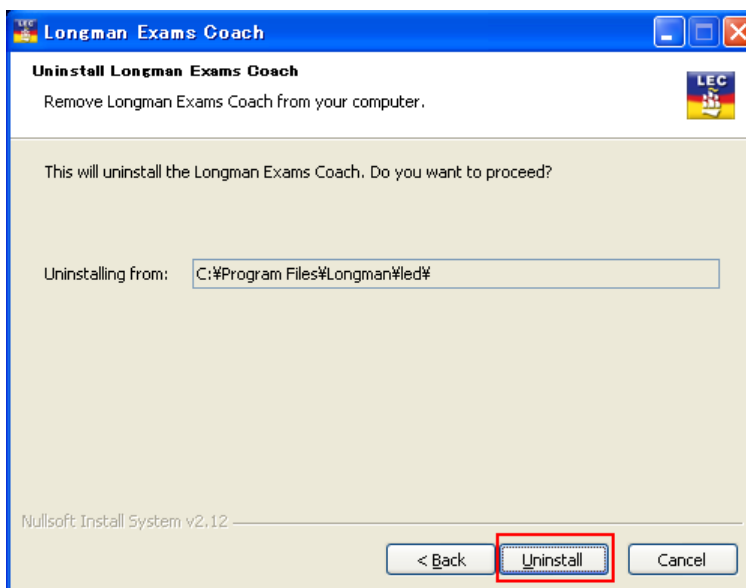 Longman Exams Coach
Uninstall Longman Exams Coach
Remove Longman Exams Coach from your computer.
LEC
This will uninstall the Longman Exams Coach. Do you want to proceed?
Uninstalling from: C:¥Program Files¥Longman¥led¥
Nullsoft Install System v2.12
< Back Uninstall Cancel